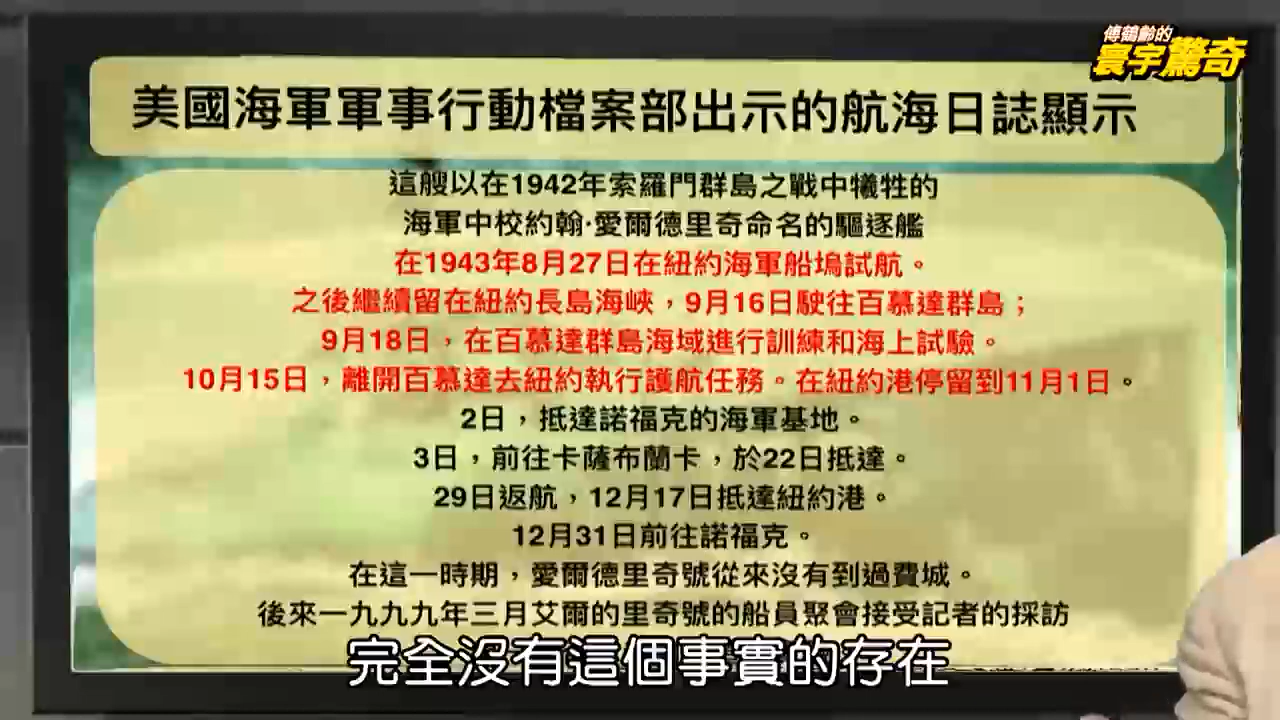 傅鶴齡的
寰宇驚奇
美國海軍軍事行動檔案部出示的航海日誌顯示
這艘以在1942年索羅門群島之戰中犧牲的
海軍中校約翰·愛爾德里奇命名的驅逐艦
在1943年8月27日在紐約海軍船塢試航。
之後繼續留在紐約長島海峽，9月16日駛往百慕達群島；
9月18日，在百慕達群島海域進行訓練和海上試驗。
10月15日，離開百慕達去紐約執行護航任務。在紐約港停留到11月1日。
2日，抵達諾福克的海軍基地。
3日，前往卡薩布蘭卡，於22日抵達。
29日返航，12月17日抵達紐約港。
12月31日前往諾福克。
在這一時期，愛爾德里奇號從來沒有到過費城。
後來一九九九年三月艾爾的里奇號的船員聚會接受記者的採訪
完全沒有這個事實的存在